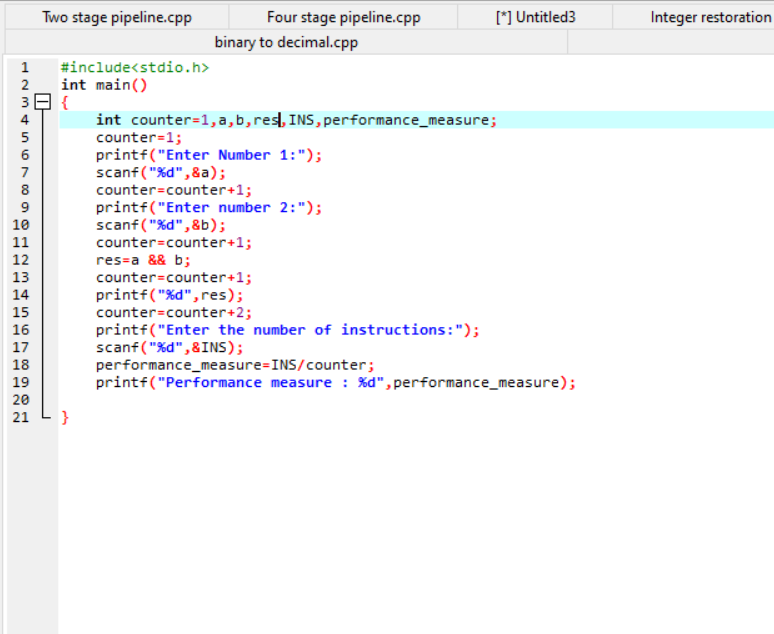 Two stage pipeline.cpp Four stage pipeline.cpp [*] Untitled3 Integer restoration
binary to decimal.cpp
1 #include<stdio.h>
2 int main()
3 {
4 int counter=1,a,b,res,INS,performance_measure;
5 counter=1;
6 printf("Enter Number 1:");
7 scanf("%d",&a);
8 counter=counter+1;
9 printf("Enter number 2:");
10 scanf("%d",&b);
11 counter=counter+1;
12 res=a && b;
13 counter=counter+1;
14 printf("%d",res);
15 counter=counter+2;
16 printf("Enter the number of instructions:");
17 scanf("%d",&INS);
18 performance_measure=INS/counter;
19 printf("Performance measure : %d",performance_measure);
20
21 }